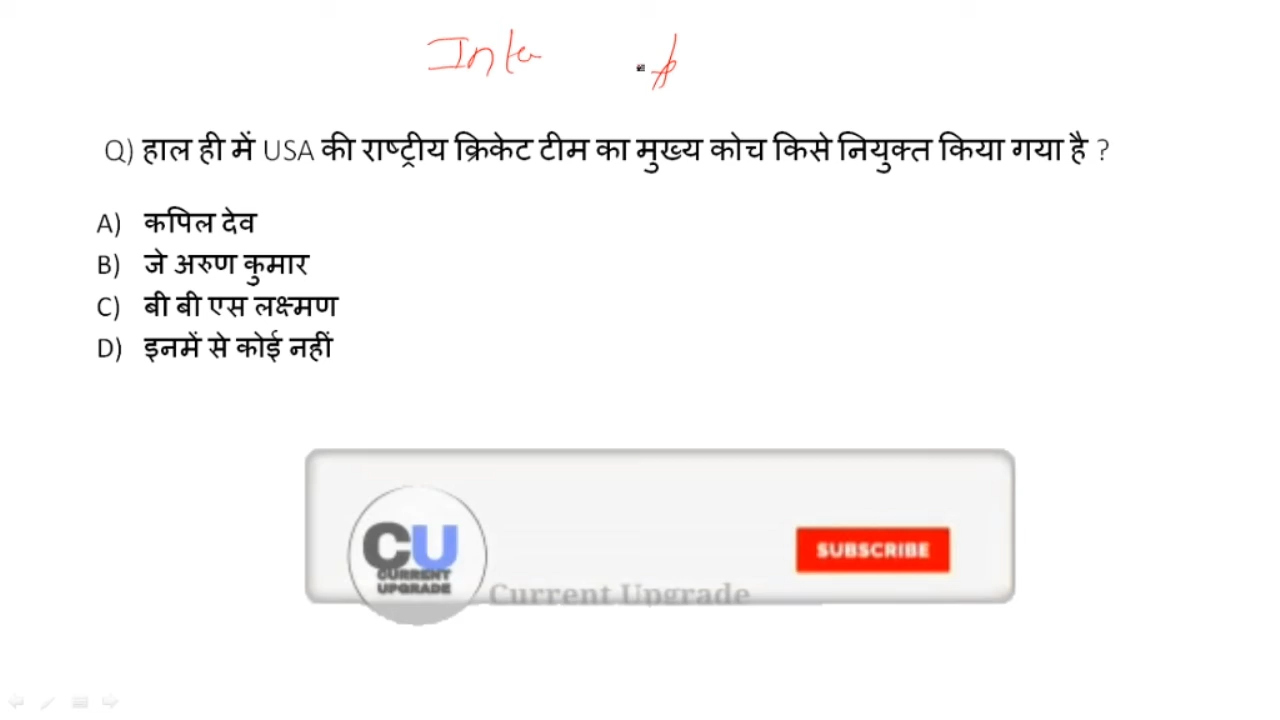 Inte
Q) हाल ही में USA की राष्ट्रीय क्रिकेट टीम का मुख्य कोच किसे नियुक्त किया गया है ?
A) कपिल देव
B) जे अरुण कुमार
C) बी बी एस लक्ष्मण
D) इनमें से कोई नहीं
CU
CURRENT
UPGRADE
SUBSCRIBE
Current Upgrade